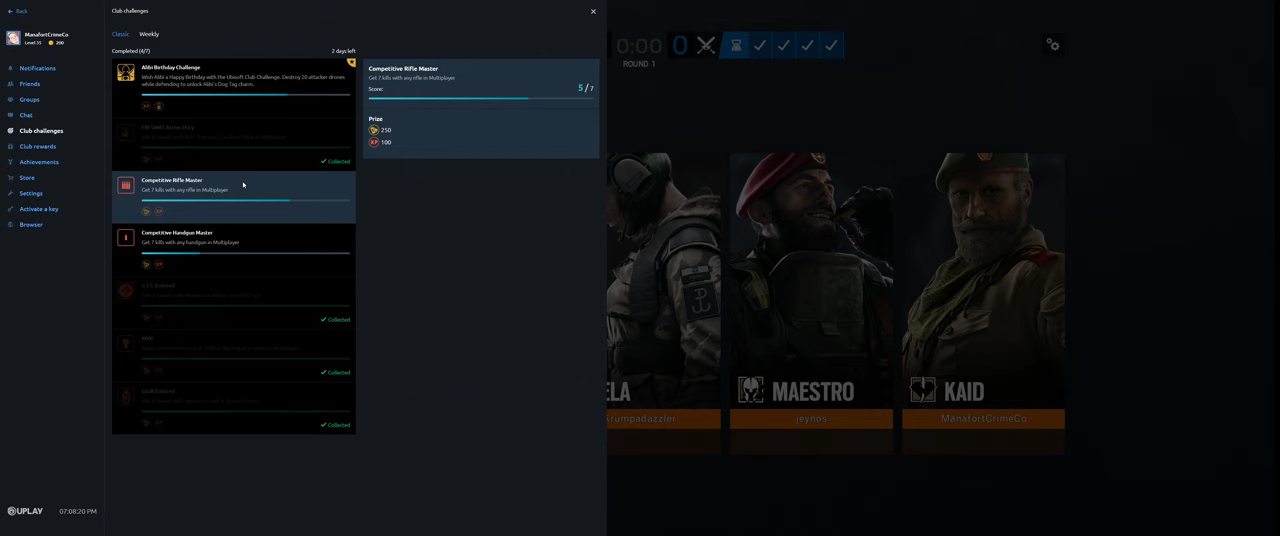 Back
Club challenges
ManafortCrimeCo
Level 35 200
Notifications
Friends
Groups
Chat
Club challenges
Club rewards
Achievements
Store
Settings
Activate a key
Browser
UPLAY 07:08:20 PM
Classic Weekly
Completed (4/7) 2 days left
Alibi Birthday Challenge
Wish Alibi a Happy Birthday with the Ubisoft Club Challenge. Destroy 20 attacker drones
while defending to unlock Alibi's Dog Tag charm.
XP
Collected
Competitive Rifle Master
Get 7 kills with any rifle in Multiplayer
XP
Competitive Handgun Master
Get 7 kills with any handgun in Multiplayer
XP
Collected
Collected
Collected
Competitive Rifle Master
Get 7 kills with any rifle in Multiplayer
Score: 5/7
Prize
250
XP 100
0:00 0
ROUND 1
ELA
MAESTRO
KAID
Krumpadazzler
jeynos
ManafortCrimeCo